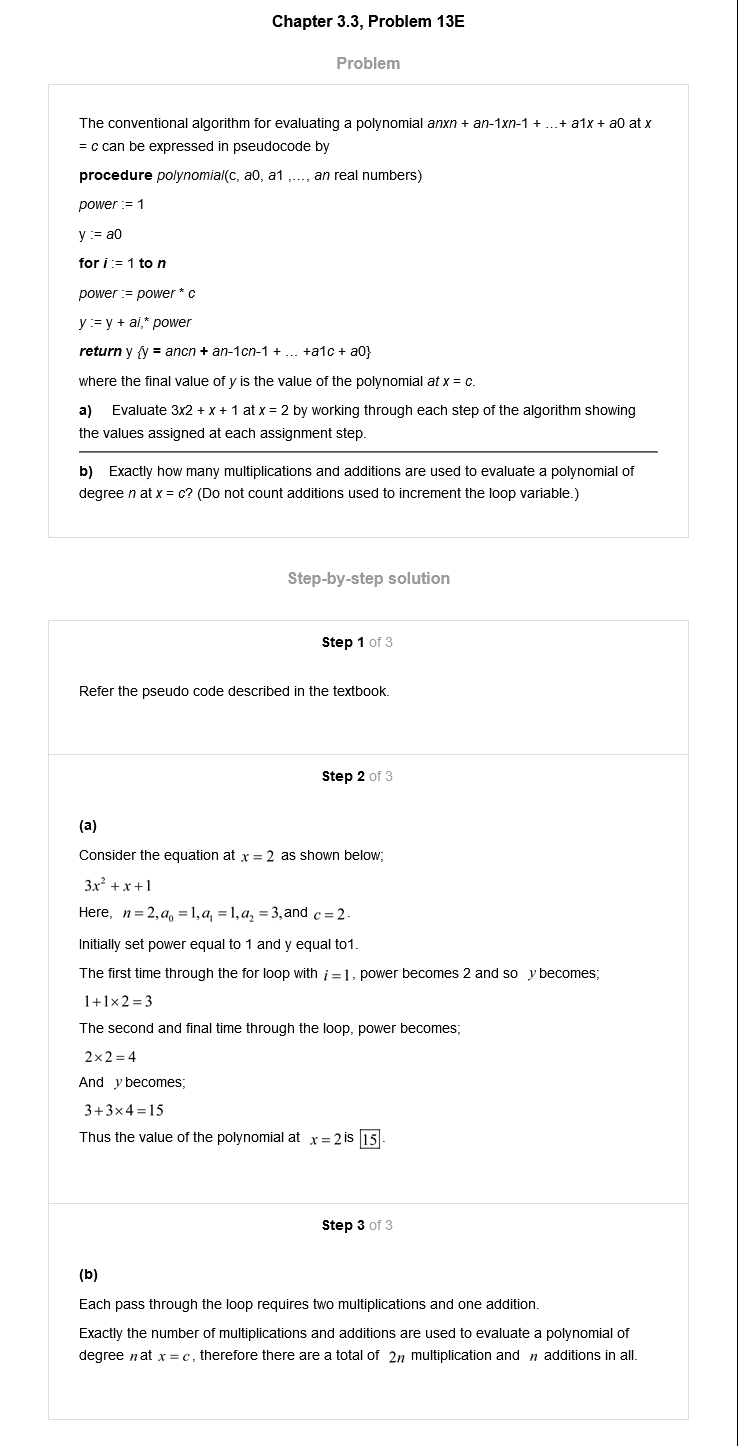 Chapter 3.3, Problem 13E
Problem
The conventional algorithm for evaluating a polynomial anxn + an-1xn-1 + …+ a1x + a0 at x
= c can be expressed in pseudocode by
procedure polynomial(c, a0, a1 ,…, an real numbers)
power := 1
y := a0
for i := 1 to n
power := power * c
y := y + ai,* power
return y {y = ancn + an-1cn-1 + … +a1c + a0}
where the final value of y is the value of the polynomial at x = c.
a) Evaluate 3x2 + x + 1 at x = 2 by working through each step of the algorithm showing
the values assigned at each assignment step.
b) Exactly how many multiplications and additions are used to evaluate a polynomial of
degree n at x = c? (Do not count additions used to increment the loop variable.)
Step-by-step solution
Step 1 of 3
Refer the pseudo code described in the textbook.
Step 2 of 3
(a)
Consider the equation at x = 2 as shown below;
3x² + x + 1
Here, n = 2, a₀ = 1, a₁ = 1, a₂ = 3, and c = 2.
Initially set power equal to 1 and y equal to1.
The first time through the for loop with i = 1, power becomes 2 and so y becomes;
1+1×2 = 3
The second and final time through the loop, power becomes;
2×2 = 4
And y becomes;
3+3×4 = 15
Thus the value of the polynomial at x = 2 is 15.
Step 3 of 3
(b)
Each pass through the loop requires two multiplications and one addition.
Exactly the number of multiplications and additions are used to evaluate a polynomial of
degree n at x = c, therefore there are a total of 2n multiplication and n additions in all.